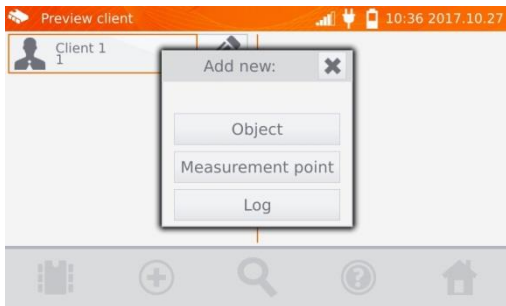 Preview client
10:36 2017.10.27
Client 1
1
Add new:
Object
Measurement point
Log